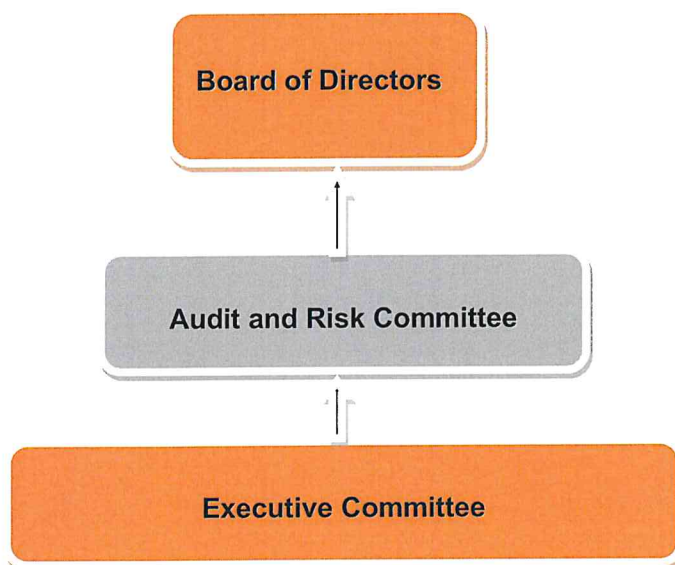 Board of Directors
Audit and Risk Committee
Executive Committee